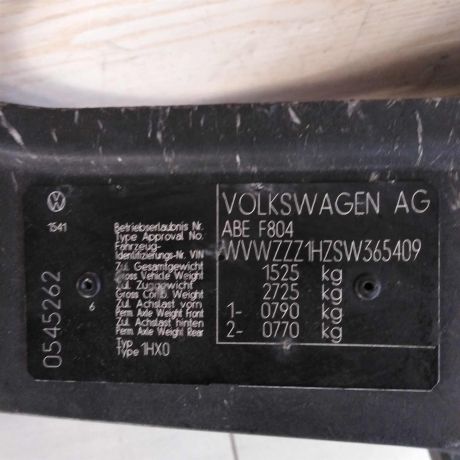 1541
0545262
6
Betriebserlaubnis Nr.
Type Approval No.
Fahrzeug-
Identifizierungs-Nr. VIN
Zul. Gesamtgewicht
Gross Vehicle Weight
Zul. Zuggewicht
Gross Comb. Weight
Zul. Achslast vorn
Perm. Axle Weight Front
Zul. Achslast hinten
Perm. Axle Weight Rear
Typ
Type 1HX0
VOLKSWAGEN AG
ABE F804
WVWZZZ1HZSW365409
1525 kg
2725 kg
1- 0790 kg
2- 0770 kg